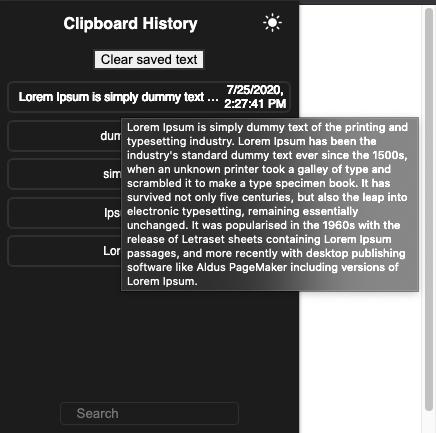 Clipboard History
Clear saved text
Lorem Ipsum is simply dummy text ...
7/25/2020,
2:27:41 PM
dum
sim
Ips
Lor
Lorem Ipsum is simply dummy text of the printing and
typesetting industry. Lorem Ipsum has been the
industry's standard dummy text ever since the 1500s,
when an unknown printer took a galley of type and
scrambled it to make a type specimen book. It has
survived not only five centuries, but also the leap into
electronic typesetting, remaining essentially
unchanged. It was popularised in the 1960s with the
release of Letraset sheets containing Lorem Ipsum
passages, and more recently with desktop publishing
software like Aldus PageMaker including versions of
Lorem Ipsum.
Search